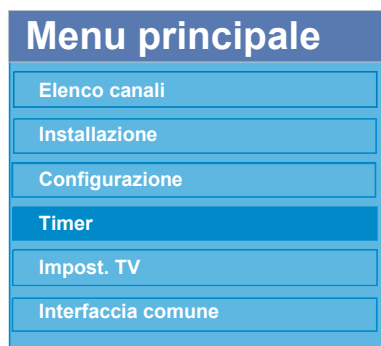 Menu principale
Elenco canali
Installazione
Configurazione
Timer
Impost. TV
Interfaccia comune